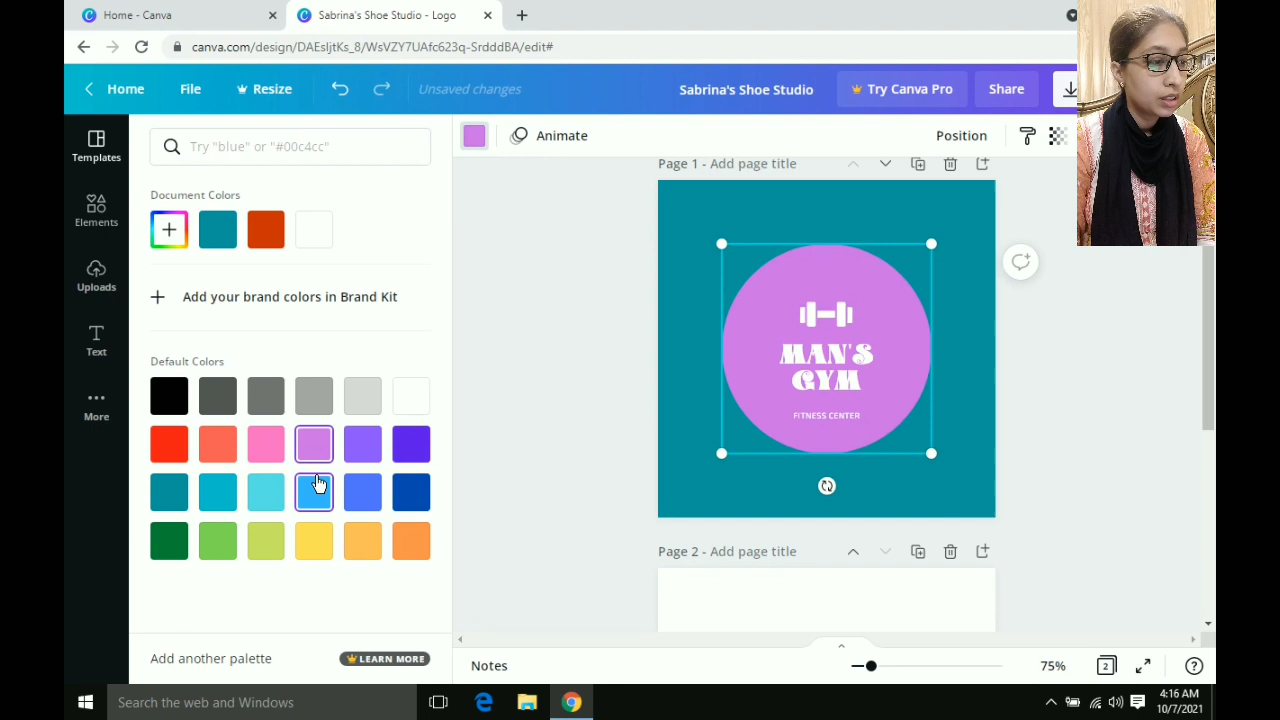 Home - Canva
Sabrina's Shoe Studio - Logo
canva.com/design/DAEsljtKs_8/WsVZY7UAfc623q-SrdddBA/edit#
Home
File
Resize
Unsaved changes
Sabrina's Shoe Studio
Try Canva Pro
Share
Templates
Elements
Uploads
Text
More
Try "blue" or "#00c4cc"
Document Colors
Add your brand colors in Brand Kit
Default Colors
Add another palette
LEARN MORE
Animate
Position
Page 1 - Add page title
MAN'S
GYM
FITNESS CENTER
Page 2 - Add page title
Notes
75%
2
Search the web and Windows
4:16 AM
10/7/2021